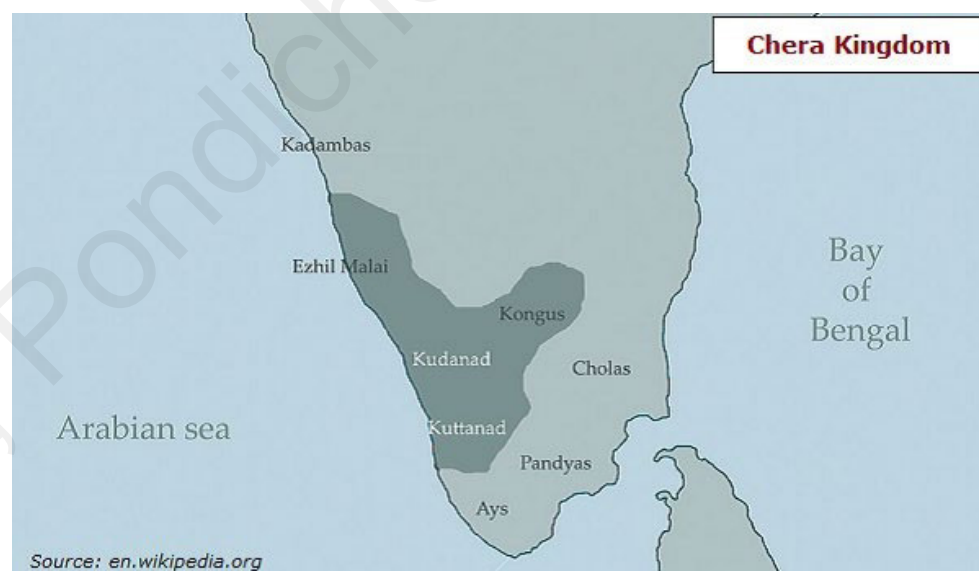 Chera Kingdom
Kadambas
Ezhil Malai
Kongus
Kudanad
Cholas
Kuttanad
Pandyas
Ays
Bay
of
Bengal
Arabian sea
Source: en.wikipedia.org